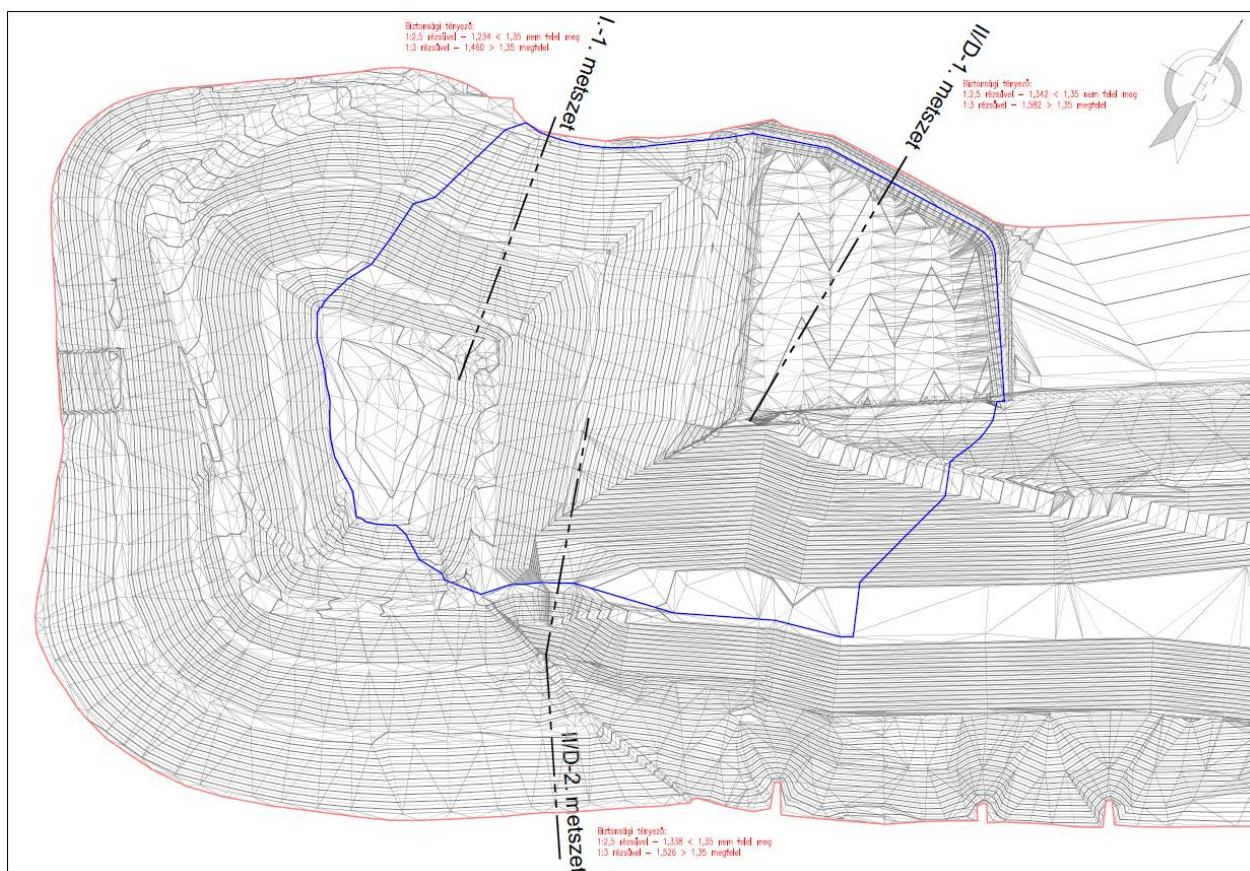 Biztonsági tényező:
1:2,5 rézsűvel – 1,234 < 1,35 nem felel meg
1:3 rézsűvel – 1,460 > 1,35 megfelel
I.-1. metszet
II/D-1. metszet
Biztonsági tényező:
1:2,5 rézsűvel – 1,342 < 1,35 nem felel meg
1:3 rézsűvel – 1,582 > 1,35 megfelel
II/D-2. metszet
Biztonsági tényező:
1:2,5 rézsűvel – 1,338 < 1,35 nem felel meg
1:3 rézsűvel – 1,526 > 1,35 megfelel